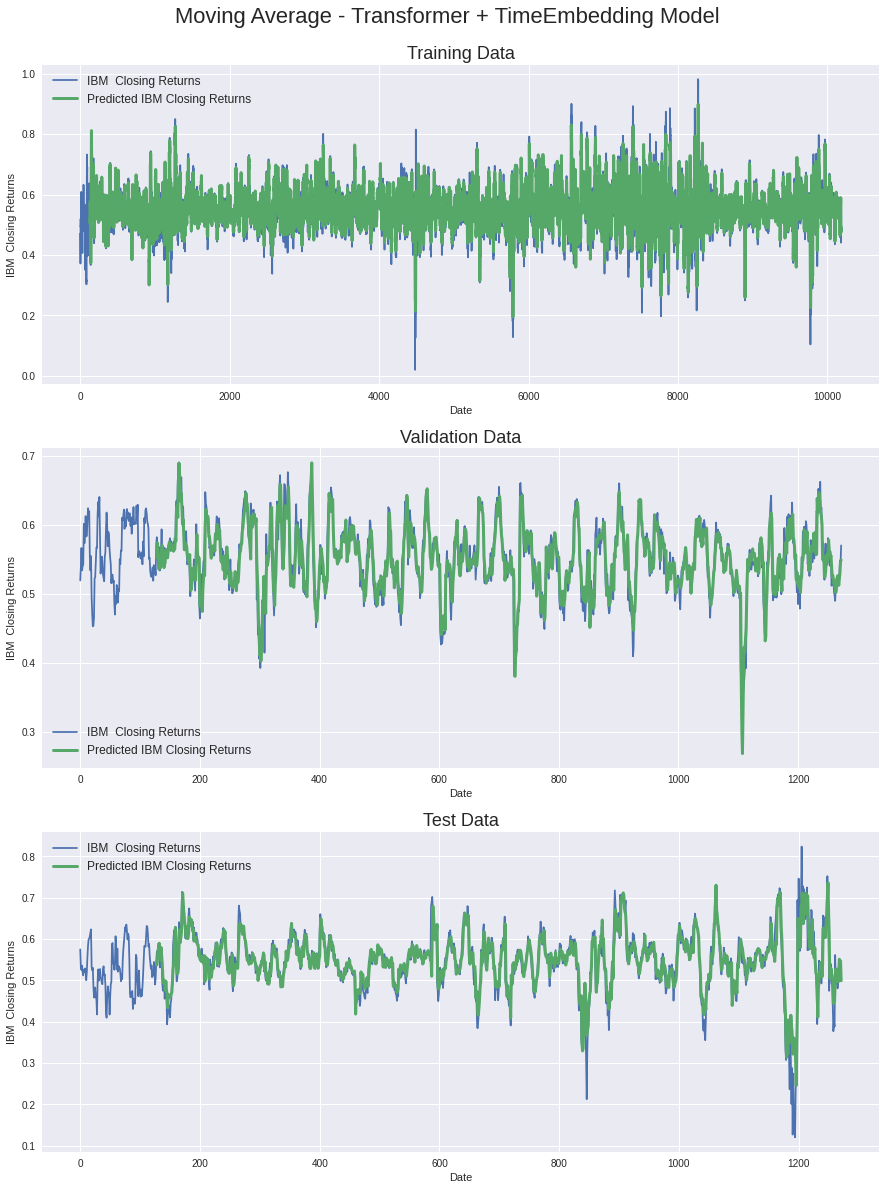 Moving Average - Transformer + TimeEmbedding Model
Training Data
IBM  Closing Returns
Predicted IBM Closing Returns
1.0
0.8
0.6
0.4
0.2
0.0
IBM  Closing Returns
0 2000 4000 6000 8000 10000
Date
Validation Data
0.7
0.6
0.5
0.4
0.3
IBM  Closing Returns
IBM  Closing Returns
Predicted IBM Closing Returns
0 200 400 600 800 1000 1200
Date
Test Data
IBM  Closing Returns
Predicted IBM Closing Returns
0.8
0.7
0.6
0.5
0.4
0.3
0.2
0.1
IBM  Closing Returns
0 200 400 600 800 1000 1200
Date